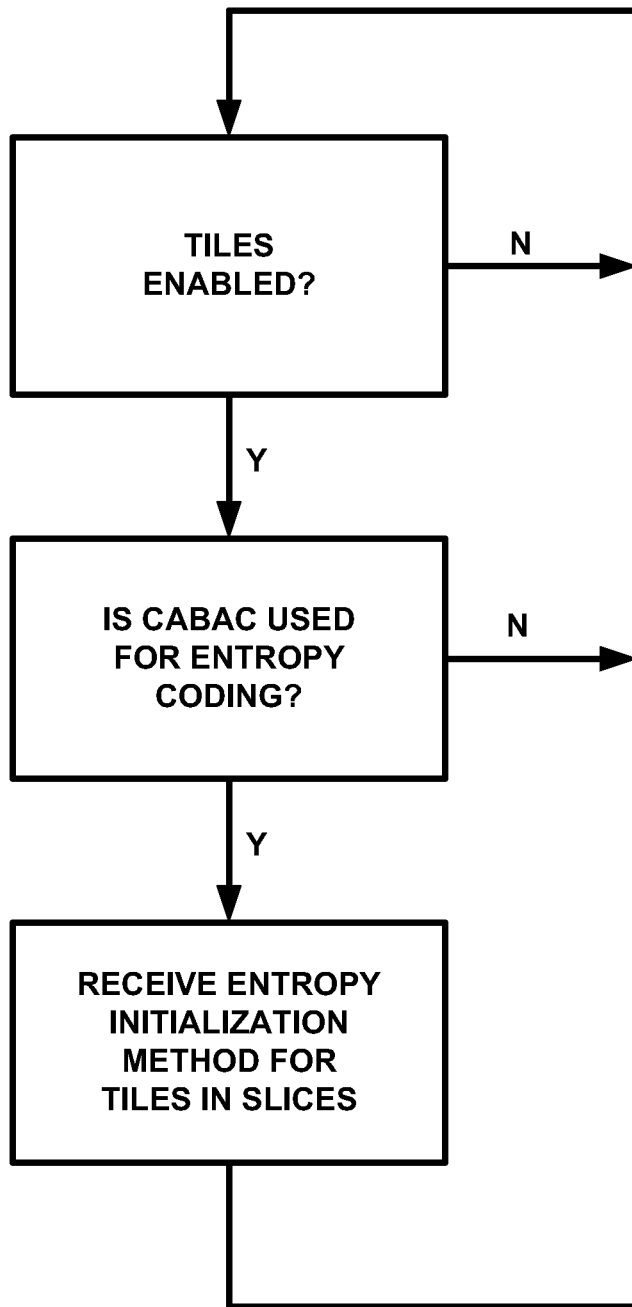 TILES
ENABLED?
N
Y
IS CABAC USED
FOR ENTROPY
CODING?
N
Y
RECEIVE ENTROPY
INITIALIZATION
METHOD FOR
TILES IN SLICES